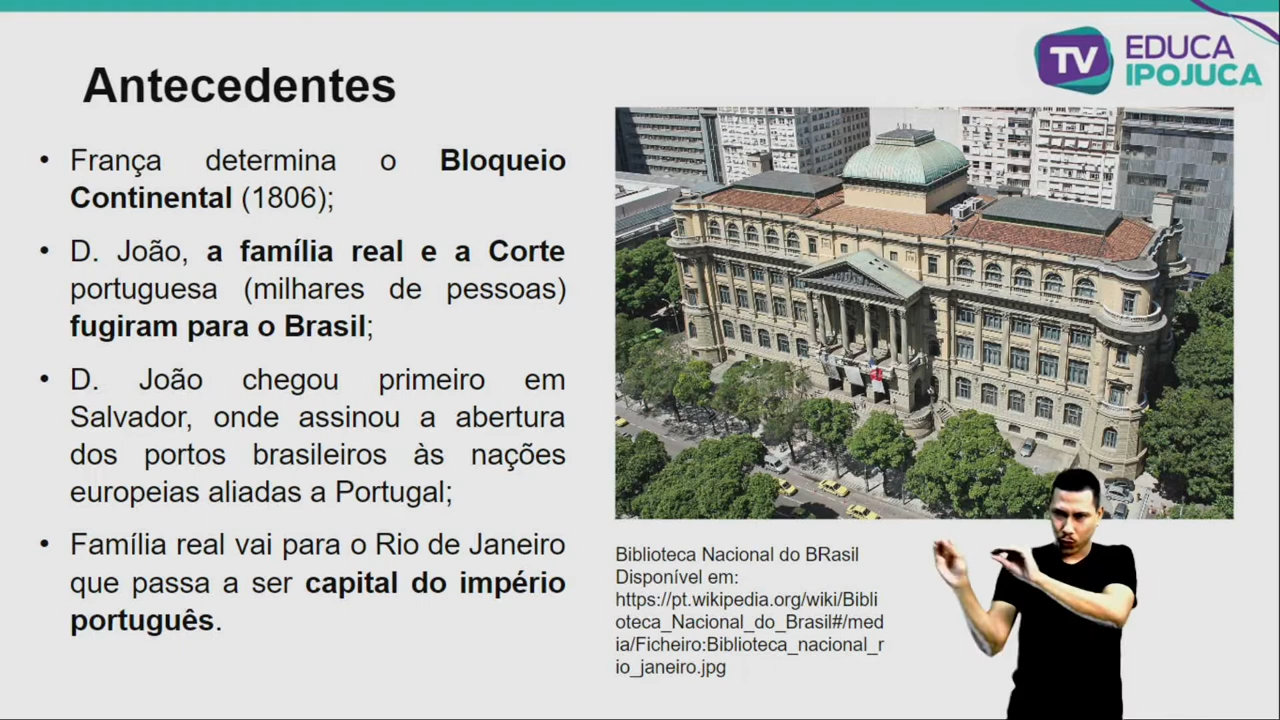 TV
EDUCA
IPOJUCA
Antecedentes
• França determina o Bloqueio
Continental (1806);
• D. João, a família real e a Corte
portuguesa (milhares de pessoas)
fugiram para o Brasil;
• D. João chegou primeiro em
Salvador, onde assinou a abertura
dos portos brasileiros às nações
europeias aliadas a Portugal;
• Família real vai para o Rio de Janeiro
que passa a ser capital do império
português.
Biblioteca Nacional do BRasil
Disponível em:
https://pt.wikipedia.org/wiki/Bibli
oteca_Nacional_do_Brasil#/med
ia/Ficheiro:Biblioteca_nacional_r
io_janeiro.jpg